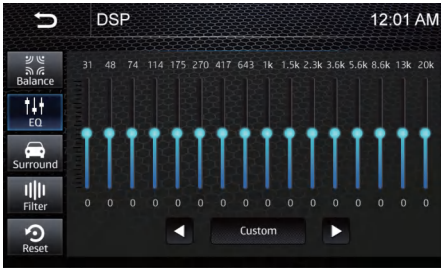 DSP 12:01 AM
31 48 74 114 175 270 417 643 1k 1.5k 2.3k 3.6k 5.6k 8.6k 13k 20k
Balance
EQ
Surround
Filter
0 0 0 0 0 0 0 0 0 0 0 0 0 0 0 0
Custom
Reset